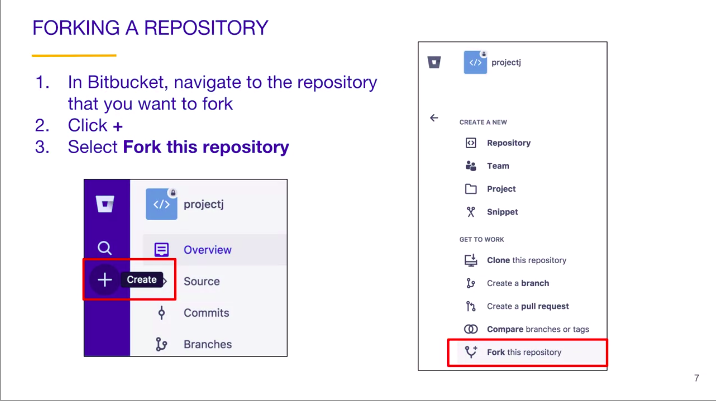 FORKING A REPOSITORY
1. In Bitbucket, navigate to the repository
that you want to fork
2. Click +
3. Select Fork this repository
</> projectj
Overview
+ Create
Source
Commits
Branches
</> projectj
CREATE A NEW
Repository
Team
Project
Snippet
GET TO WORK
Clone this repository
Create a branch
Create a pull request
Compare branches or tags
Fork this repository
7